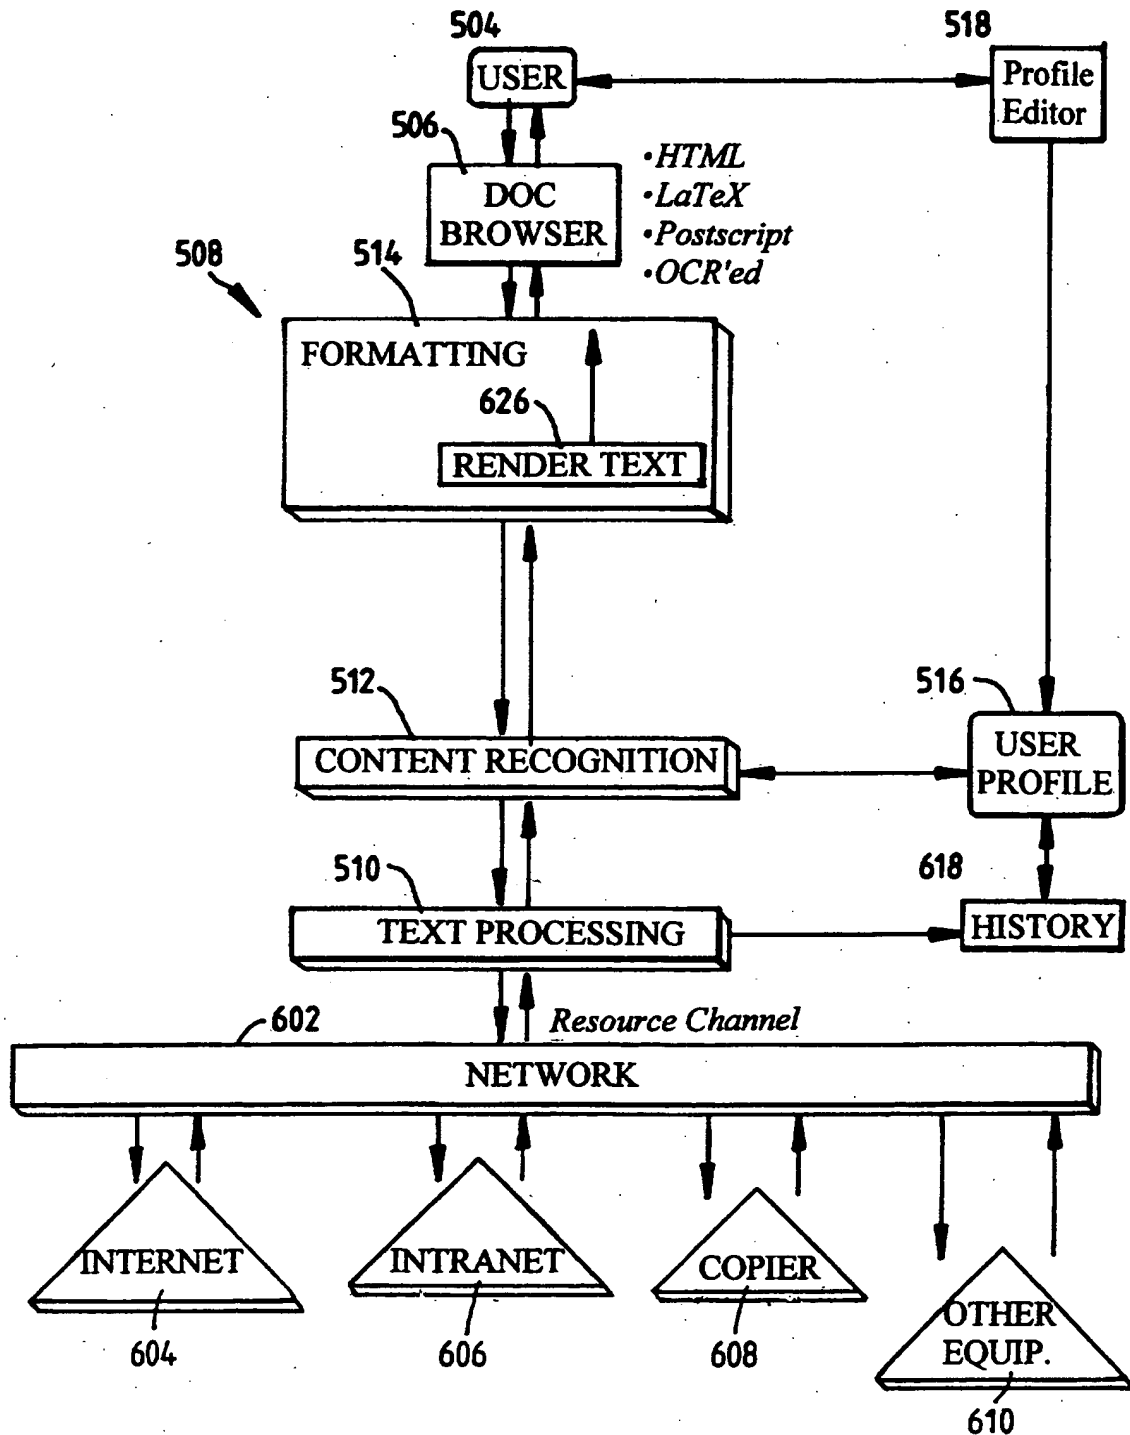 504
518
USER
Profile
Editor
506
•HTML
DOC
•LaTeX
BROWSER
•Postscript
508
514
•OCR'ed
FORMATTING
626
RENDER TEXT
512
516
CONTENT RECOGNITION
USER
PROFILE
510
618
TEXT PROCESSING
HISTORY
602
Resource Channel
NETWORK
INTERNET
INTRANET
COPIER
OTHER
EQUIP.
604
606
608
610